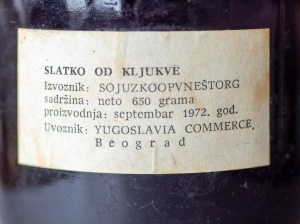 SLATKO OD KLJUKVE
Izvoznik: SOJUZKOOPVNEŠTORG
sadržina: neto 650 grama
proizvodnja: septembar 1972. god.
Uvoznik: YUGOSLAVIA COMMERCE
Beograd